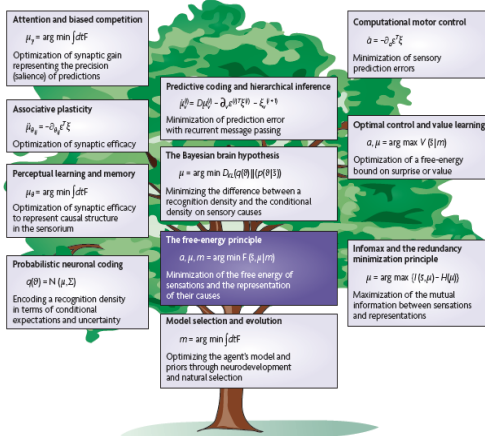 Attention and biased competition
μγ = arg min ∫dtF
Optimization of synaptic gain
representing the precision
(salience) of predictions
Associative plasticity
μ̈θij = −∂θij εᵀξ
Optimization of synaptic efficacy
Perceptual learning and memory
μθ = arg min ∫dtF
Optimization of synaptic efficacy
to represent causal structure
in the sensorium
Probabilistic neuronal coding
q(ϑ) = N (μ,Σ)
Encoding a recognition density
in terms of conditional
expectations and uncertainty
Predictive coding and hierarchical inference
Minimization of prediction error
with recurrent message passing
The Bayesian brain hypothesis
μ = arg min DKL(q(ϑ)||(p(ϑ|s̃))
Minimizing the difference between a
recognition density and the conditional
density on sensory causes
The free-energy principle
a, μ, m = arg min F (s̃, μ|m)
Minimization of the free energy of
sensations and the representation
of their causes
Model selection and evolution
m = arg min ∫dtF
Optimizing the agent's model and
priors through neurodevelopment
and natural selection
Computational motor control
ȧ = −∂aεᵀξ
Minimization of sensory
prediction errors
Optimal control and value learning
a, μ = arg max V (s̃|m)
Optimization of a free-energy
bound on surprise or value
Infomax and the redundancy
minimization principle
μ = arg max {I (s̃,μ) − H(μ)}
Maximization of the mutual
information between sensations
and representations